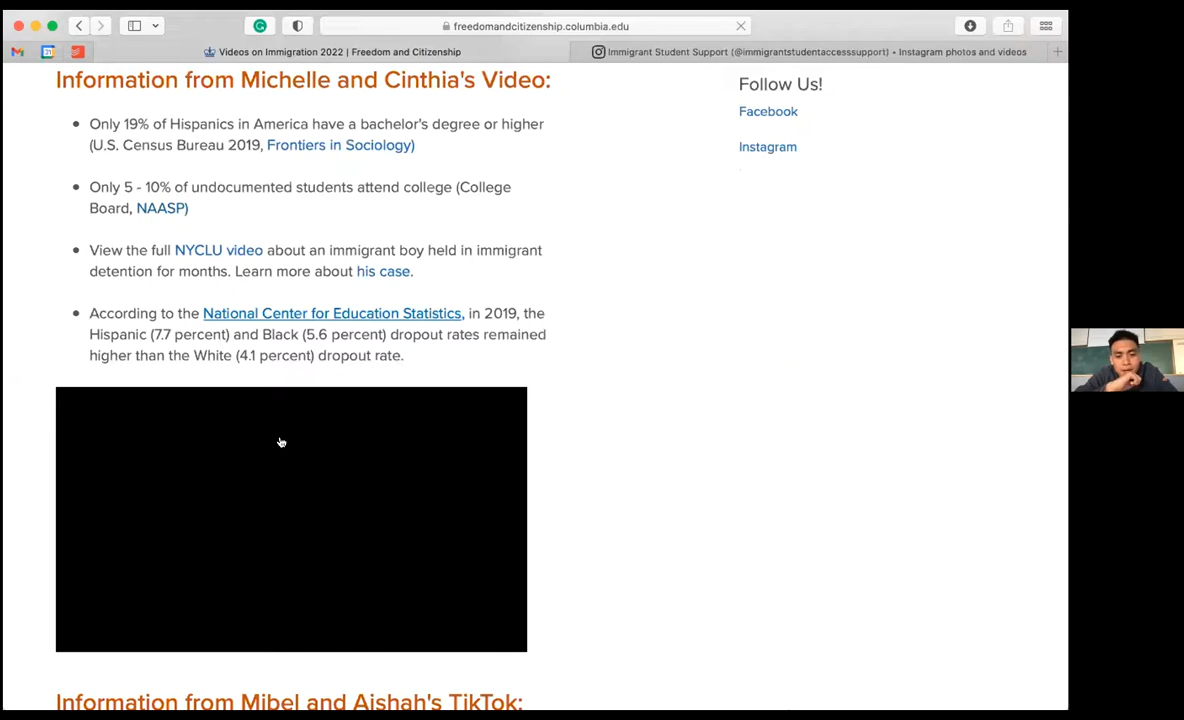 freedomandcitizenship.columbia.edu
Videos on Immigration 2022 | Freedom and Citizenship
Immigrant Student Support (@immigrantstudentaccesssupport) • Instagram photos and videos
Information from Michelle and Cinthia's Video:
• Only 19% of Hispanics in America have a bachelor's degree or higher
(U.S. Census Bureau 2019, Frontiers in Sociology)
• Only 5 - 10% of undocumented students attend college (College
Board, NAASP)
• View the full NYCLU video about an immigrant boy held in immigrant
detention for months. Learn more about his case.
• According to the National Center for Education Statistics, in 2019, the
Hispanic (7.7 percent) and Black (5.6 percent) dropout rates remained
higher than the White (4.1 percent) dropout rate.
Information from Mibel and Aishah's TikTok:
Follow Us!
Facebook
Instagram